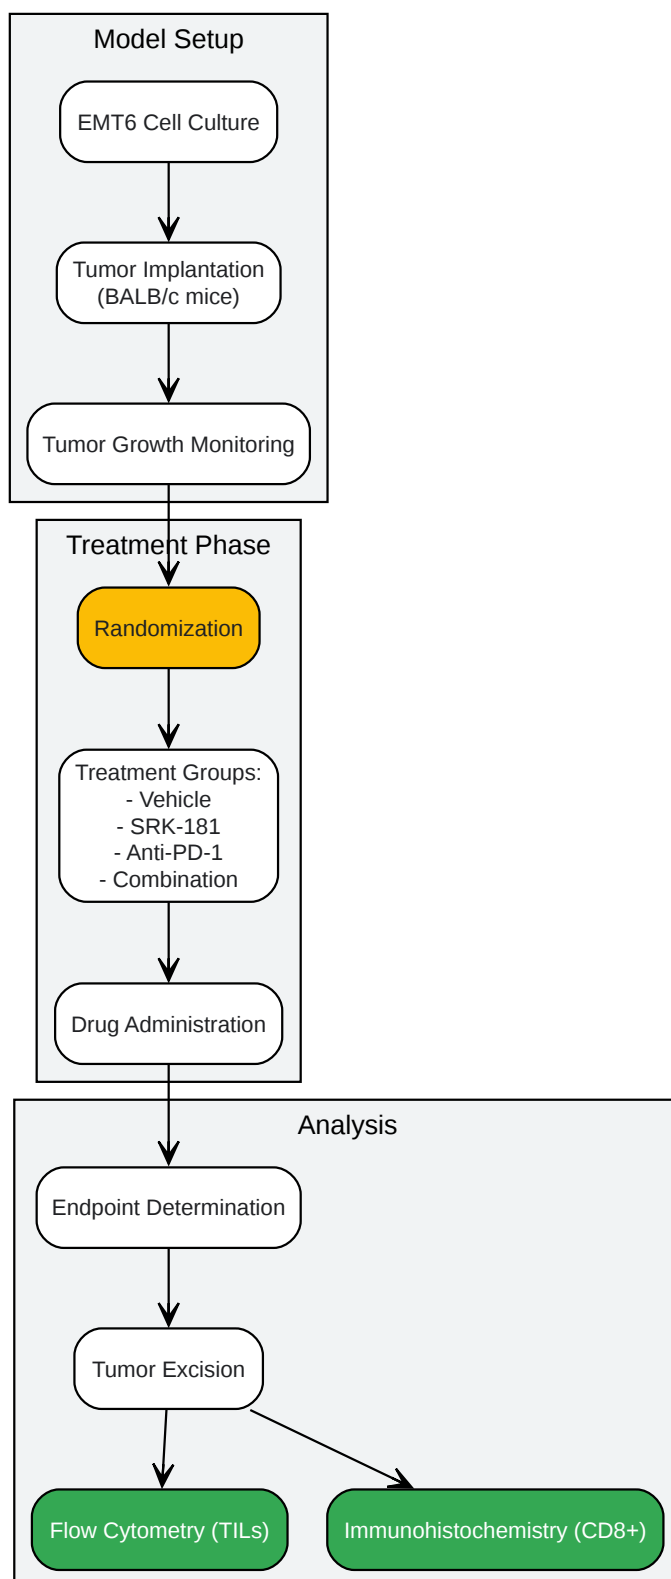 Model Setup
EMT6 Cell Culture
Tumor Implantation
(BALB/c mice)
Tumor Growth Monitoring
Treatment Phase
Randomization
Treatment Groups:
- Vehicle
- SRK-181
- Anti-PD-1
- Combination
Drug Administration
Analysis
Endpoint Determination
Tumor Excision
Flow Cytometry (TILs)
Immunohistochemistry (CD8+)